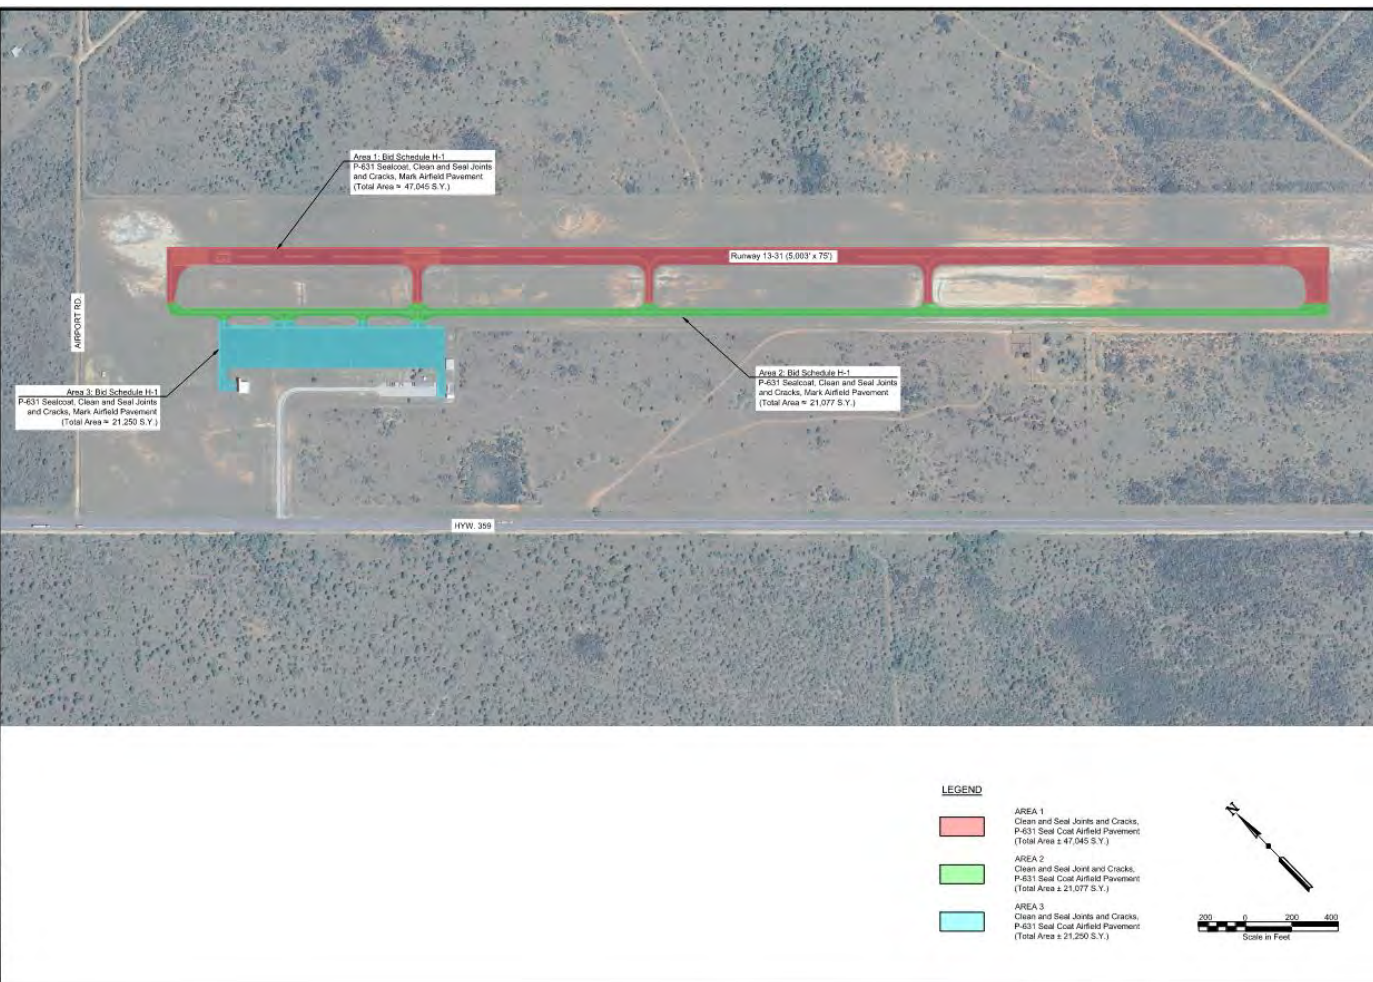 Area 1: Bid Schedule H-1
P-631 Sealcoat, Clean and Seal Joints
and Cracks, Mark Airfield Pavement
(Total Area ≈ 47,045 S.Y.)
Runway 13-31 (5,003' x 75')
AIRPORT RD.
Area 3: Bid Schedule H-1
P-631 Sealcoat, Clean and Seal Joints
and Cracks, Mark Airfield Pavement
(Total Area ≈ 21,250 S.Y.)
Area 2: Bid Schedule H-1
P-631 Sealcoat, Clean and Seal Joints
and Cracks, Mark Airfield Pavement
(Total Area ≈ 21,077 S.Y.)
HYW. 359
LEGEND
AREA 1
Clean and Seal Joints and Cracks,
P-631 Seal Coat Airfield Pavement
(Total Area ± 47,045 S.Y.)
AREA 2
Clean and Seal Joint and Cracks,
P-631 Seal Coat Airfield Pavement
(Total Area ± 21,077 S.Y.)
AREA 3
Clean and Seal Joints and Cracks,
P-631 Seal Coat Airfield Pavement
(Total Area ± 21,250 S.Y.)
N
200 0 200 400
Scale in Feet